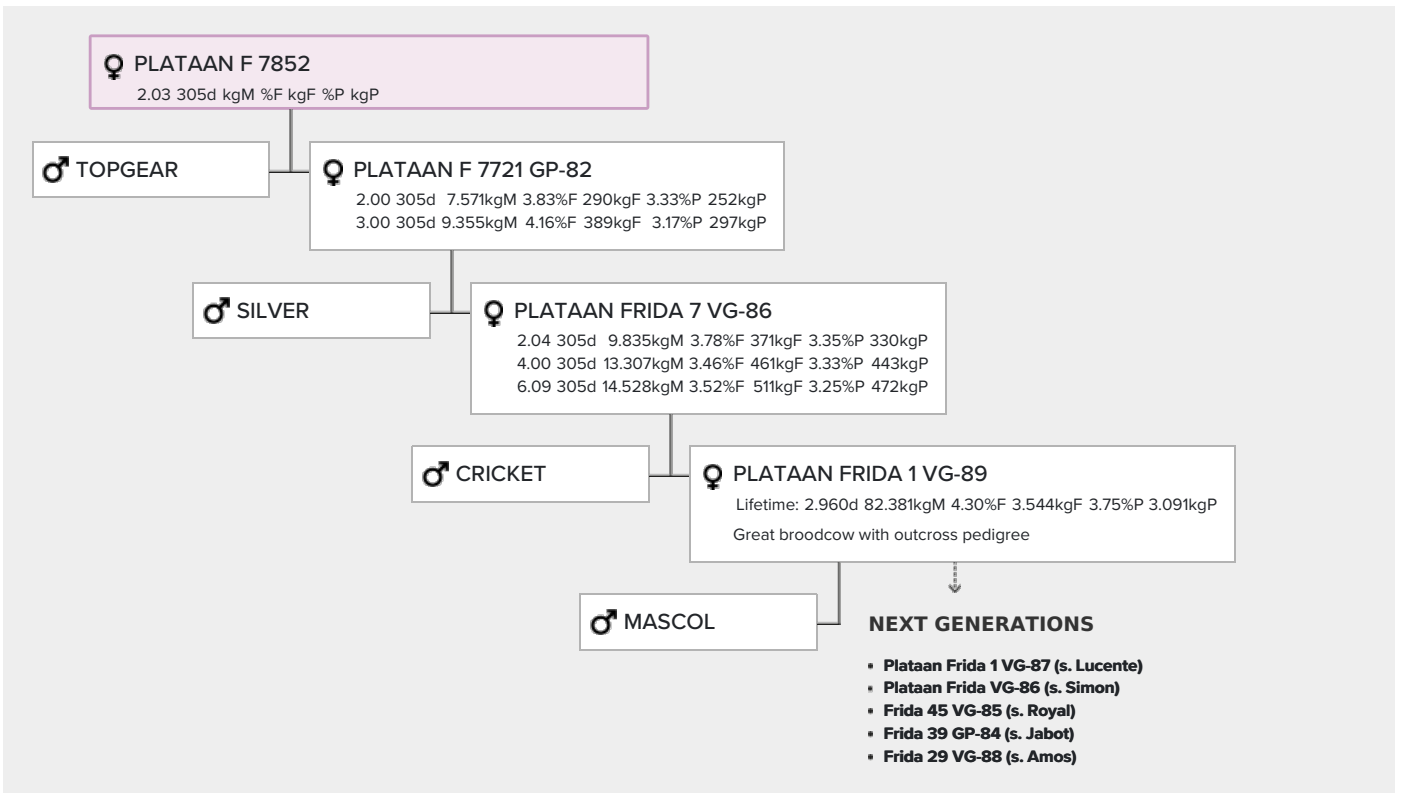 PLATAAN F 7852
2.03 305d kgM %F kgF %P kgP
TOPGEAR
PLATAAN F 7721 GP-82
2.00 305d 7.571kgM 3.83%F 290kgF 3.33%P 252kgP
3.00 305d 9.355kgM 4.16%F 389kgF 3.17%P 297kgP
SILVER
PLATAAN FRIDA 7 VG-86
2.04 305d 9.835kgM 3.78%F 371kgF 3.35%P 330kgP
4.00 305d 13.307kgM 3.46%F 461kgF 3.33%P 443kgP
6.09 305d 14.528kgM 3.52%F 511kgF 3.25%P 472kgP
CRICKET
PLATAAN FRIDA 1 VG-89
Lifetime: 2.960d 82.381kgM 4.30%F 3.544kgF 3.75%P 3.091kgP
Great broodcow with outcross pedigree
MASCOL
NEXT GENERATIONS
• Plataan Frida 1 VG-87 (s. Lucente)
• Plataan Frida VG-86 (s. Simon)
• Frida 45 VG-85 (s. Royal)
• Frida 39 GP-84 (s. Jabot)
• Frida 29 VG-88 (s. Amos)